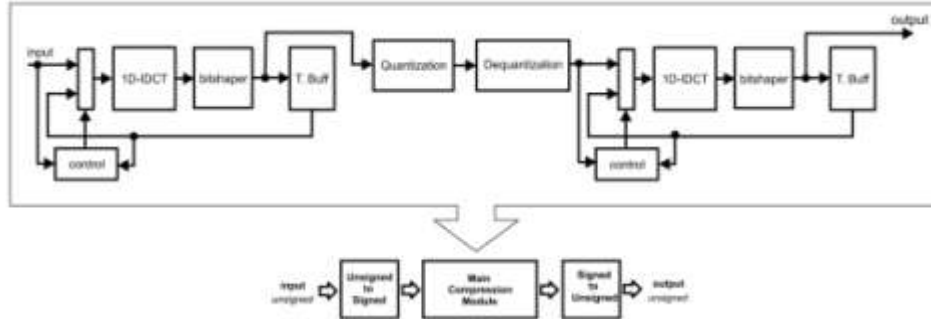 output
input
1D-IDCT
bitshaper
T. Buff
Quantization
Dequantization
1D-IDCT
bitshaper
T. Buff
control
control
input
unsigned
Unsigned
to
Signed
Main
Compression
Module
Signed
to
Unsigned
output
unsigned